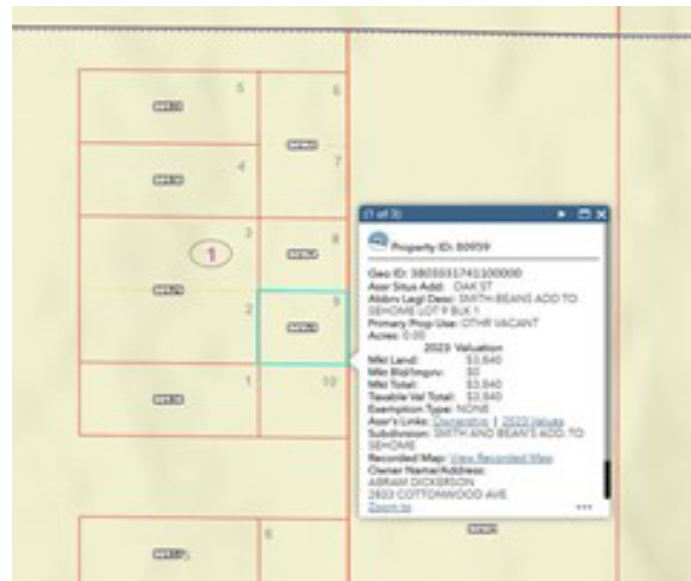 5
6
4
7
3
8
1
2
9
1
10
6
(1 of 3)
Property ID: 80959
Geo ID: 3803331741100000
Assr Situs Add: OAK ST
Abbrv Legl Desc: SMITH-BEANS ADD TO
SEHOME LOT 9 BLK 1
Primary Prop Use: OTHR VACANT
Acres: 0.00
2023 Valuation
Mkt Land: $3,840
Mkt Bld/Imprv: $0
Mkt Total: $3,840
Taxable Val Total: $3,840
Exemption Type: NONE
Assr's Links: Ownership | 2023 Values
Subdivision: SMITH AND BEAN'S ADD. TO
SEHOME
Recorded Map: View Recorded Map
Owner Name/Address:
ABRAM DICKERSON
2833 COTTONWOOD AVE
Zoom to